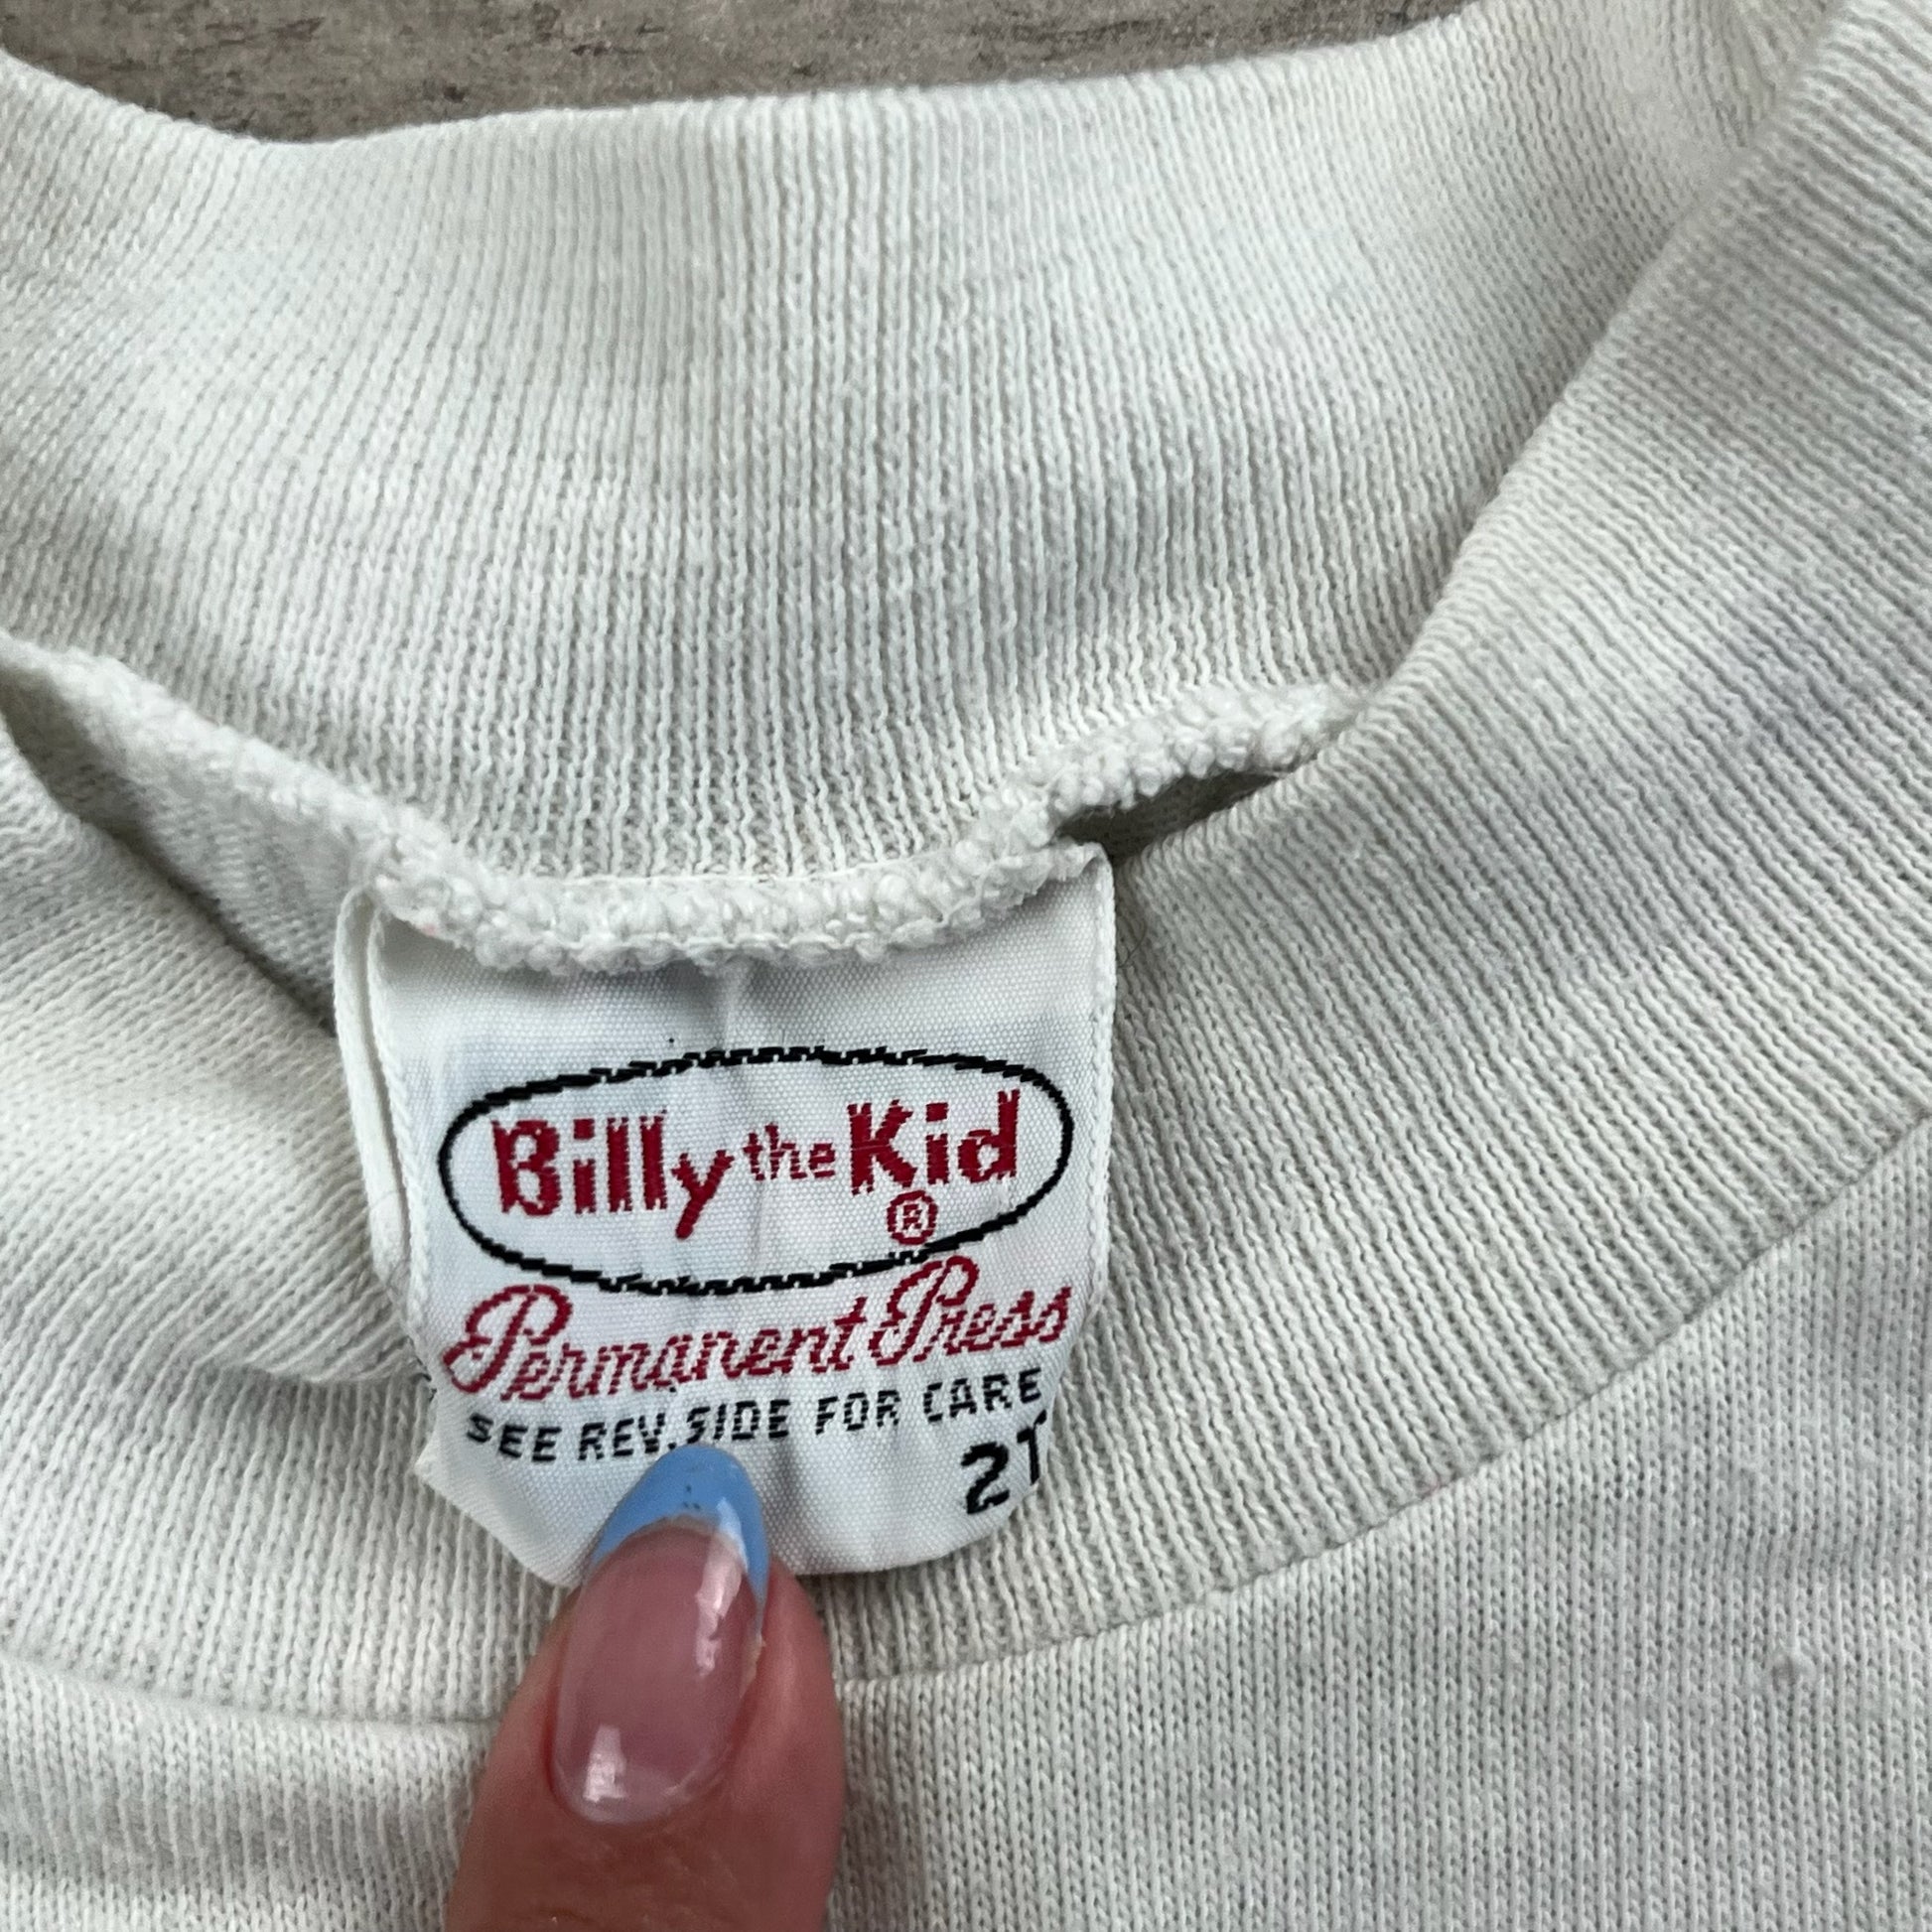 Billy the Kid
®
Permanent Press
SEE REV. SIDE FOR CARE
2T